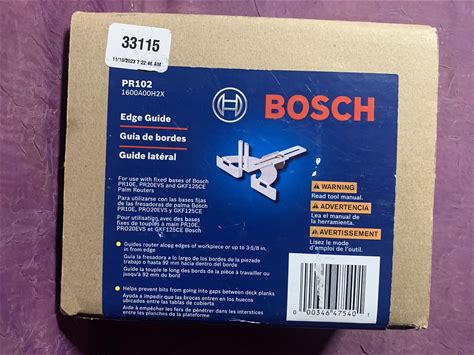 33115
11/10/2023 7:22:46 AM
PR102
1600A00H2X
BOSCH
Edge Guide
Guía de bordes
Guide latéral
For use with fixed bases of Bosch
PR10E, PR20EVS and GKF125CE
Palm Routers
Para utilizarse con las bases fijas
de las fresadoras de palma Bosch
PR10E, PRO20EVS y GKF125CE
Pour utilisation avec des bases
fixes de toupies à main PR10E,
PRO20EVS et GKF125CE Bosch
WARNING
Read tool manual.
ADVERTENCIA
Lea el manual de
la herramienta.
AVERTISSEMENT
Lisez le mode
d'emploi de l'outil.
• Guides router along edges of workpiece or up to 3-5/8 in.
in from edge
Guía la fresadora a lo largo de los bordes de la pieza de
trabajo o hasta 92 mm hacia dentro del borde
Guide la toupie le long des bords de la pièce à travailler ou
jusqu'à 92 mm du bord
• Helps prevent bits from going into gaps between deck planks
Ayuda a impedir que las brocas entren en los huecos
ubicados entre las tablas de cubierta
Aide à empêcher les fers de pénétrer dans les interstices
entre les planches de la plateforme
0 00346 47540 1